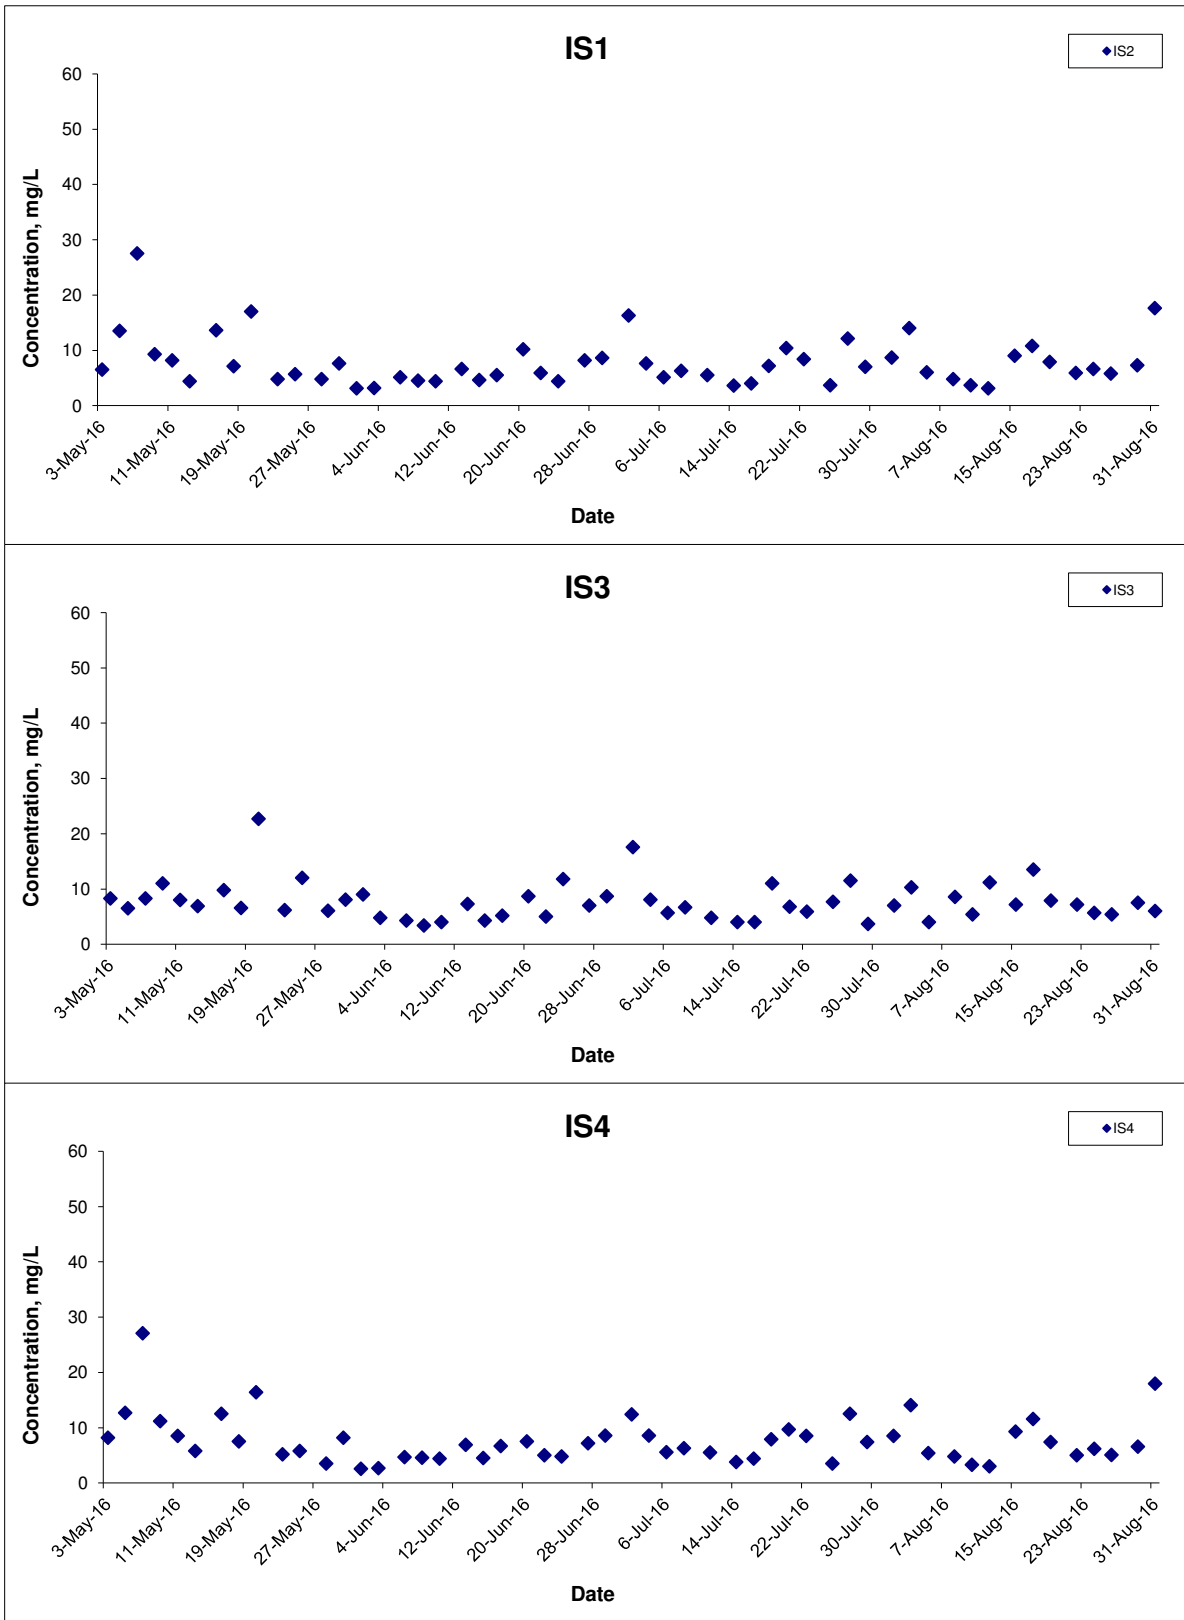 IS1
IS2
60
50
40
30
20
10
0
Concentration, mg/L
3-May-16
11-May-16
19-May-16
27-May-16
4-Jun-16
12-Jun-16
20-Jun-16
28-Jun-16
6-Jul-16
14-Jul-16
22-Jul-16
30-Jul-16
7-Aug-16
15-Aug-16
23-Aug-16
31-Aug-16
Date
IS3
IS3
60
50
40
30
20
10
0
Concentration, mg/L
3-May-16
11-May-16
19-May-16
27-May-16
4-Jun-16
12-Jun-16
20-Jun-16
28-Jun-16
6-Jul-16
14-Jul-16
22-Jul-16
30-Jul-16
7-Aug-16
15-Aug-16
23-Aug-16
31-Aug-16
Date
IS4
IS4
60
50
40
30
20
10
0
Concentration, mg/L
3-May-16
11-May-16
19-May-16
27-May-16
4-Jun-16
12-Jun-16
20-Jun-16
28-Jun-16
6-Jul-16
14-Jul-16
22-Jul-16
30-Jul-16
7-Aug-16
15-Aug-16
23-Aug-16
31-Aug-16
Date